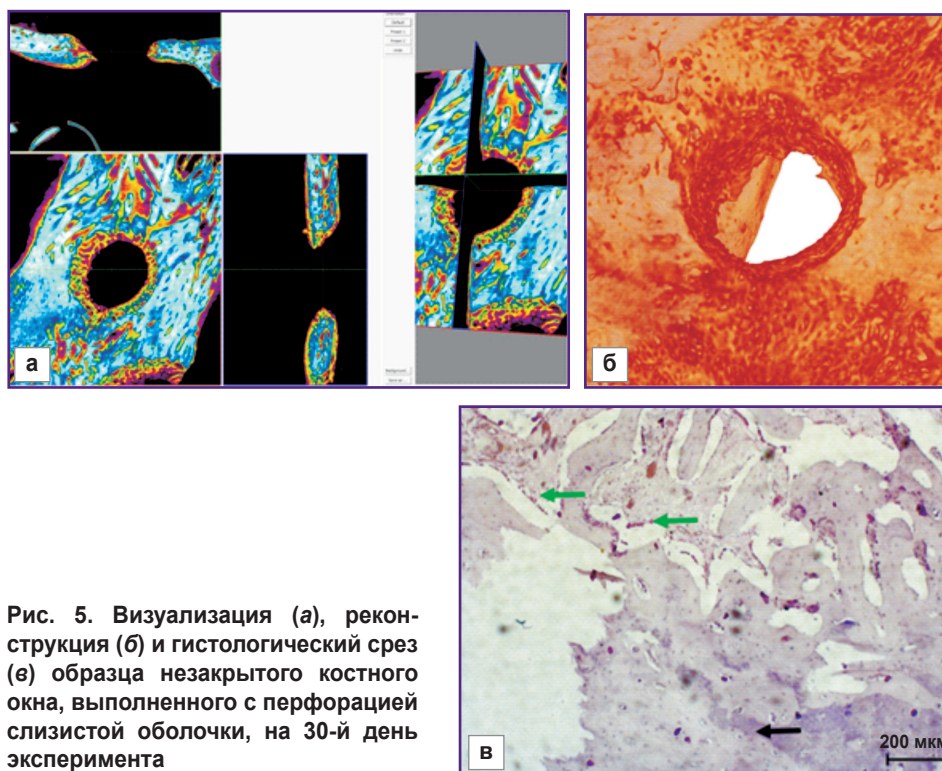 Default
а
б
Рис. 5. Визуализация (а), рекон-
струкция (б) и гистологический срез
(в) образца незакрытого костного
окна, выполненного с перфорацией
слизистой оболочки, на 30-й день
эксперимента
в
200 мкм